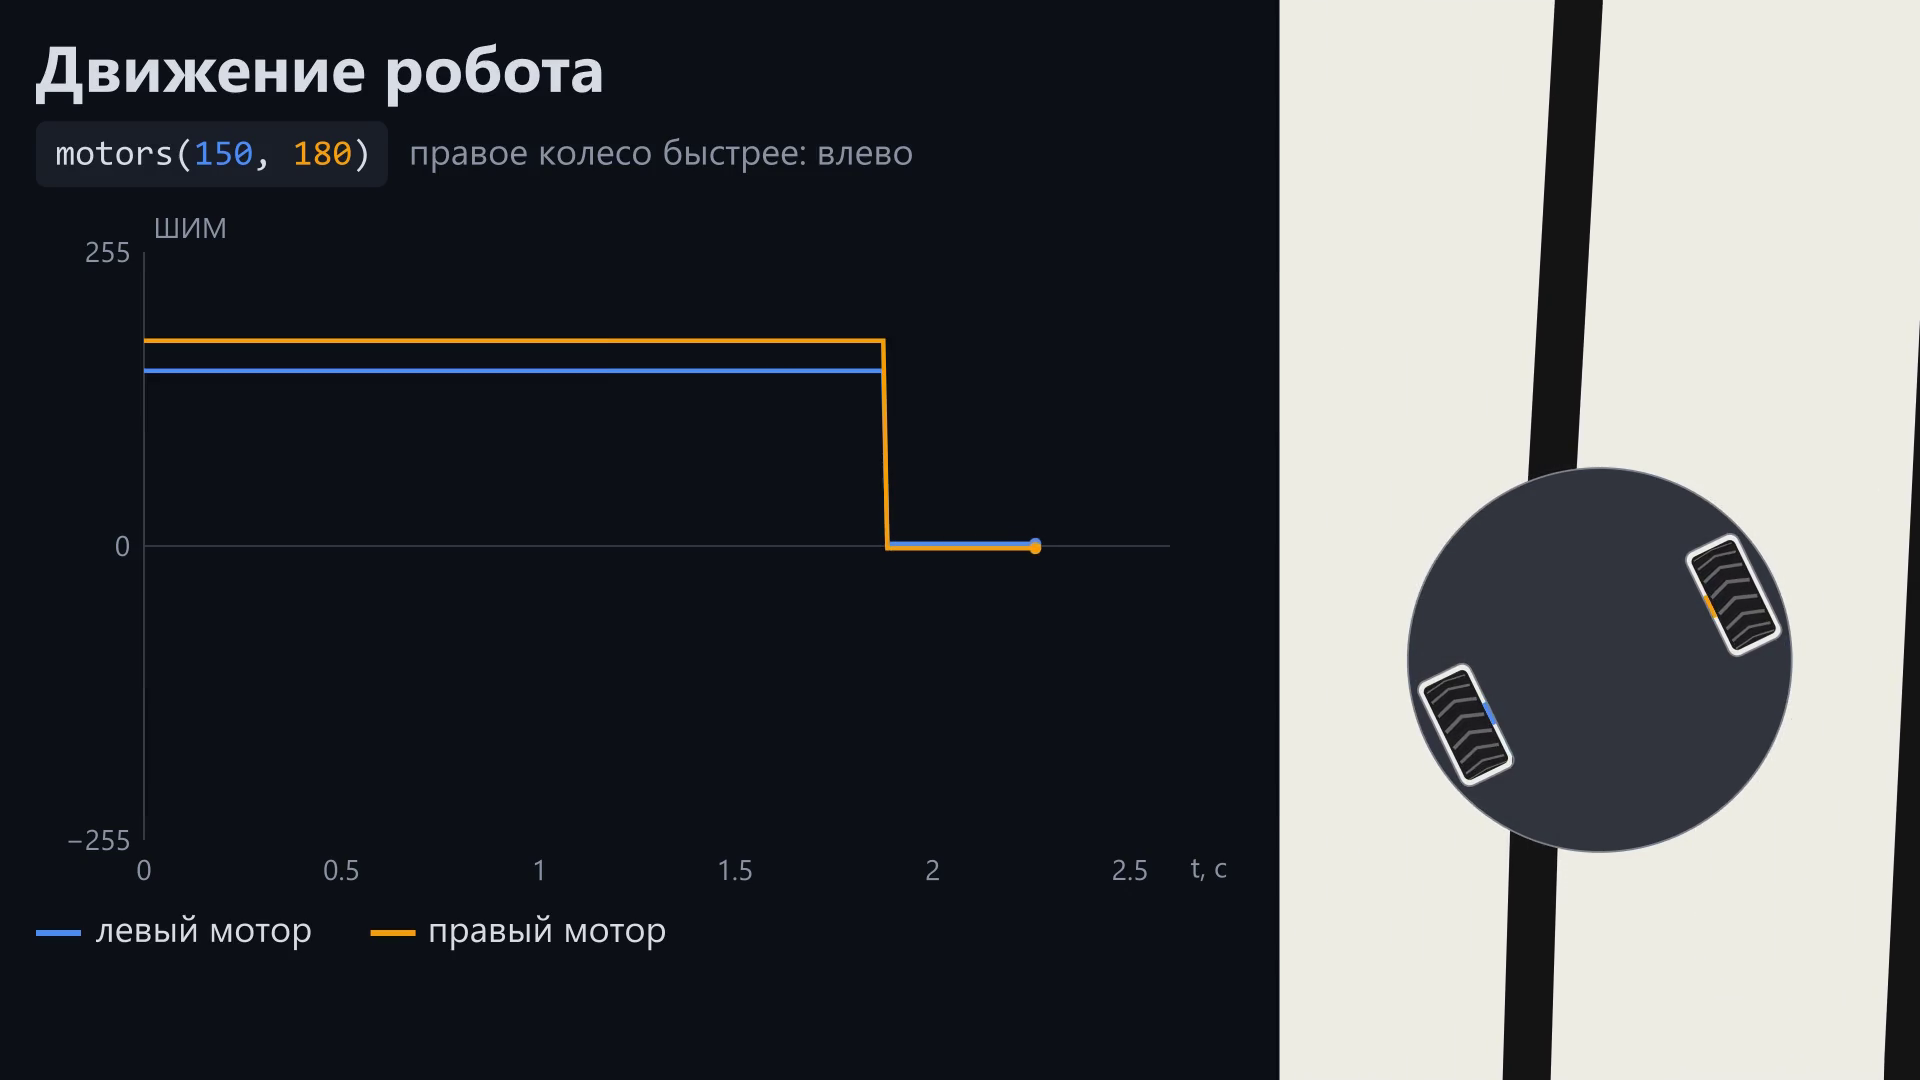 Движение робота
motors(150, 180) правое колесо быстрее: влево
ШИМ
255
0
−255
0 0.5 1 1.5 2 2.5 t, с
левый мотор правый мотор